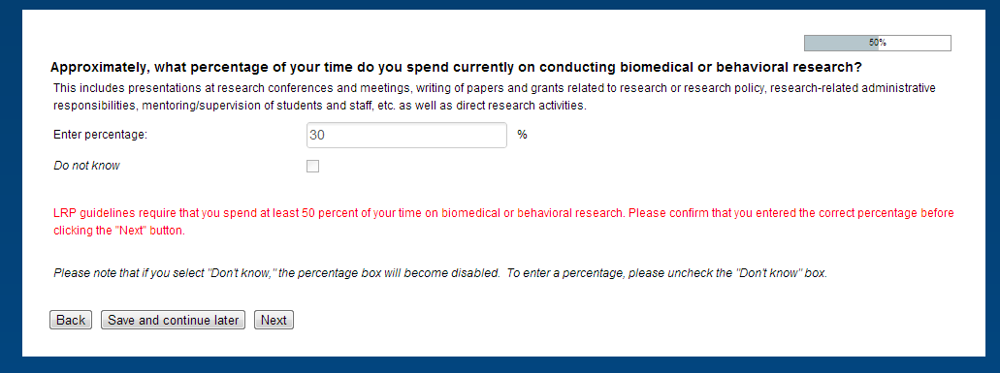 50%
Approximately, what percentage of your time do you spend currently on conducting biomedical or behavioral research?
This includes presentations at research conferences and meetings, writing of papers and grants related to research or research policy, research-related administrative
responsibilities, mentoring/supervision of students and staff, etc. as well as direct research activities.
Enter percentage: 30 %
Do not know
LRP guidelines require that you spend at least 50 percent of your time on biomedical or behavioral research. Please confirm that you entered the correct percentage before
clicking the "Next" button.
Please note that if you select "Don't know," the percentage box will become disabled. To enter a percentage, please uncheck the "Don't know" box.
Back Save and continue later Next